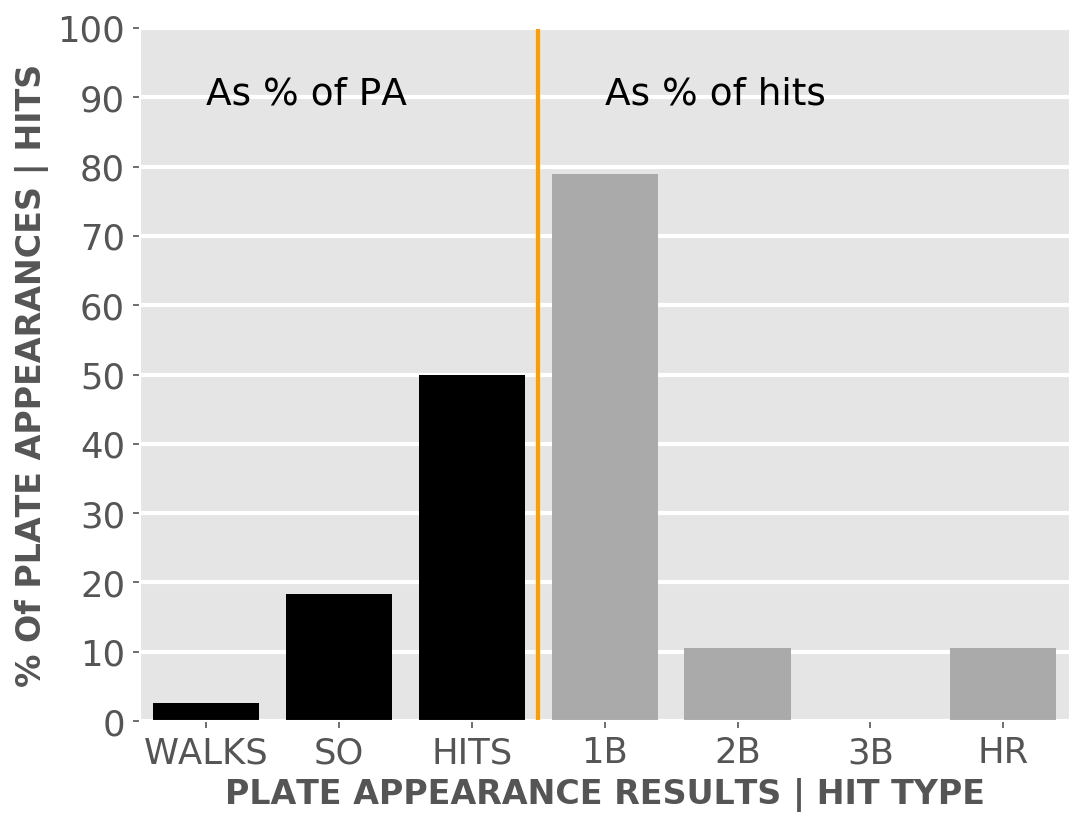 100
90
80
70
60
50
40
30
20
10
0
% Of PLATE APPEARANCES | HITS
As % of PA
As % of hits
WALKS SO HITS 1B 2B 3B HR
PLATE APPEARANCE RESULTS | HIT TYPE